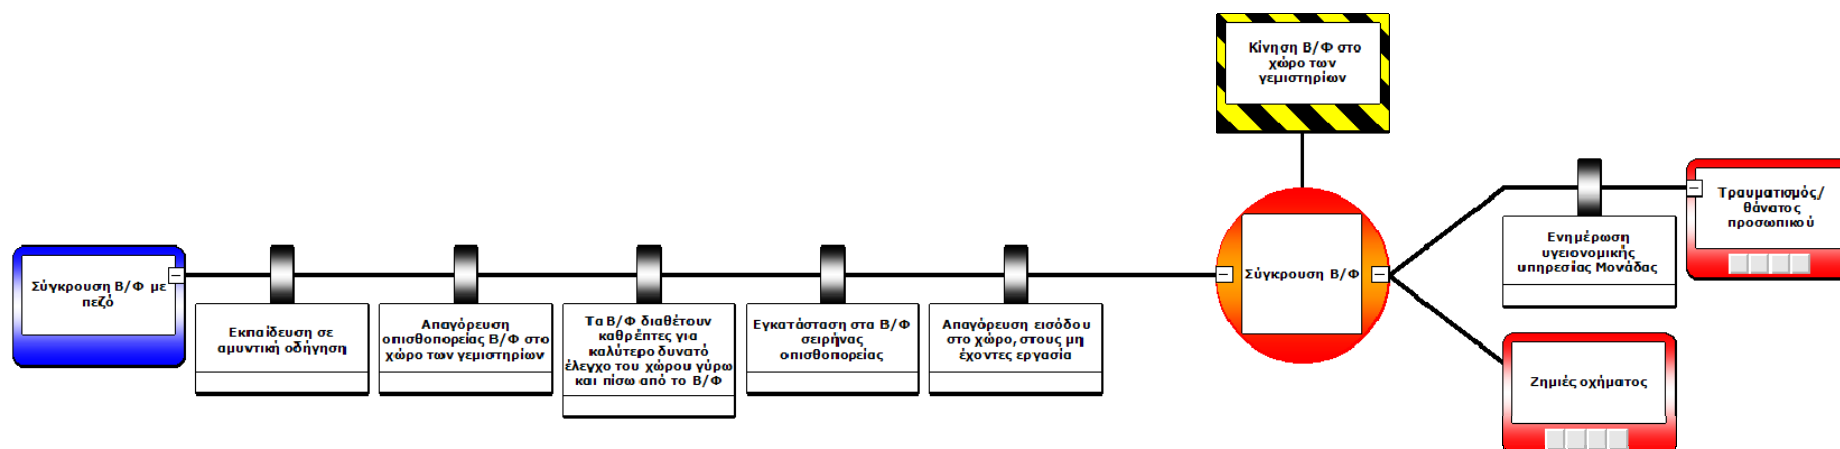 Κίνηση Β/Φ στο
χώρο των
γεμιστηρίων
Σύγκρουση Β/Φ με
πεζό
Εκπαίδευση σε
αμυντική οδήγηση
Απαγόρευση
οπισθοπορείας Β/Φ στο
χώρο των γεμιστηρίων
Τα Β/Φ διαθέτουν
καθρέπτες για
καλύτερο δυνατό
έλεγχο του χώρου γύρω
και πίσω από το Β/Φ
Εγκατάσταση στα Β/Φ
σειρήνας
οπισθοπορείας
Απαγόρευση εισόδου
στο χώρο, στους μη
έχοντες εργασία
Σύγκρουση Β/Φ
Ενημέρωση
υγειονομικής
υπηρεσίας Μονάδας
Τραυματισμός/
θάνατος
προσωπικού
Ζημιές οχήματος